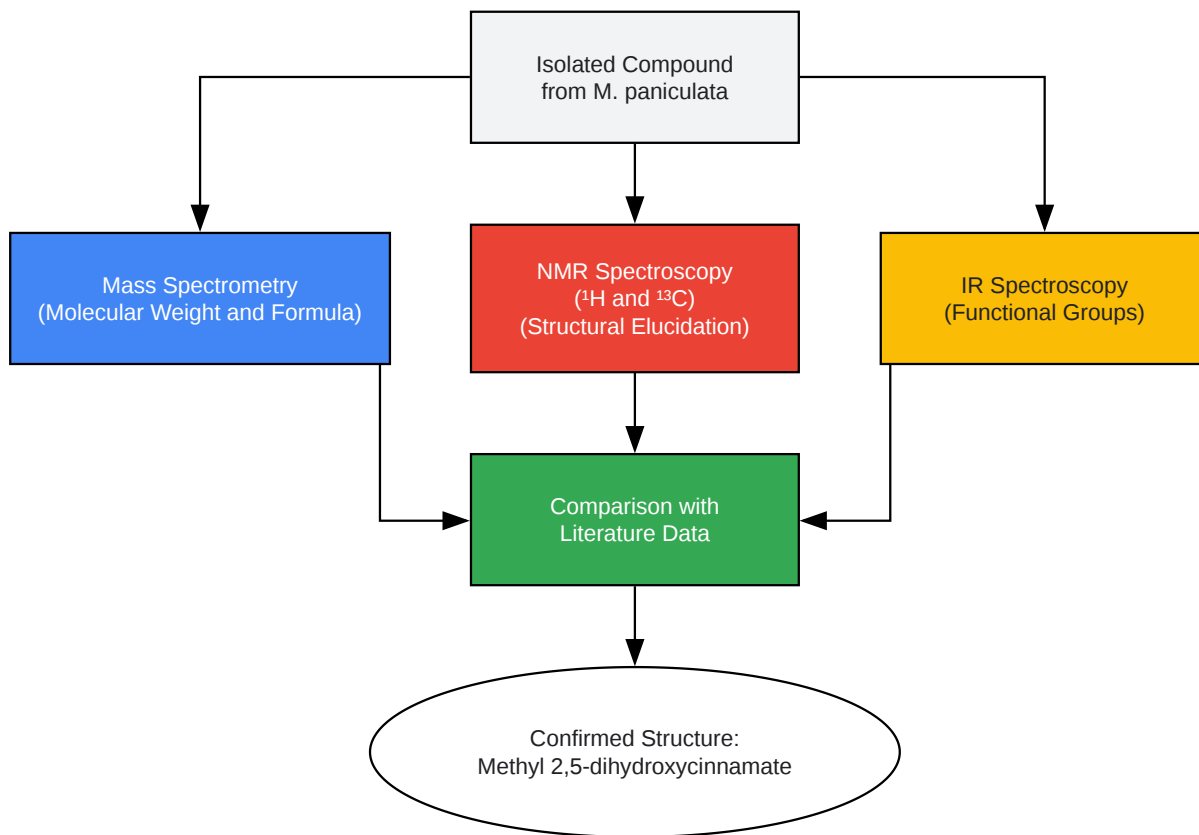 Isolated Compound
from M. paniculata
Mass Spectrometry
(Molecular Weight and Formula)
NMR Spectroscopy
(¹H and ¹³C)
(Structural Elucidation)
IR Spectroscopy
(Functional Groups)
Comparison with
Literature Data
Confirmed Structure:
Methyl 2,5-dihydroxycinnamate